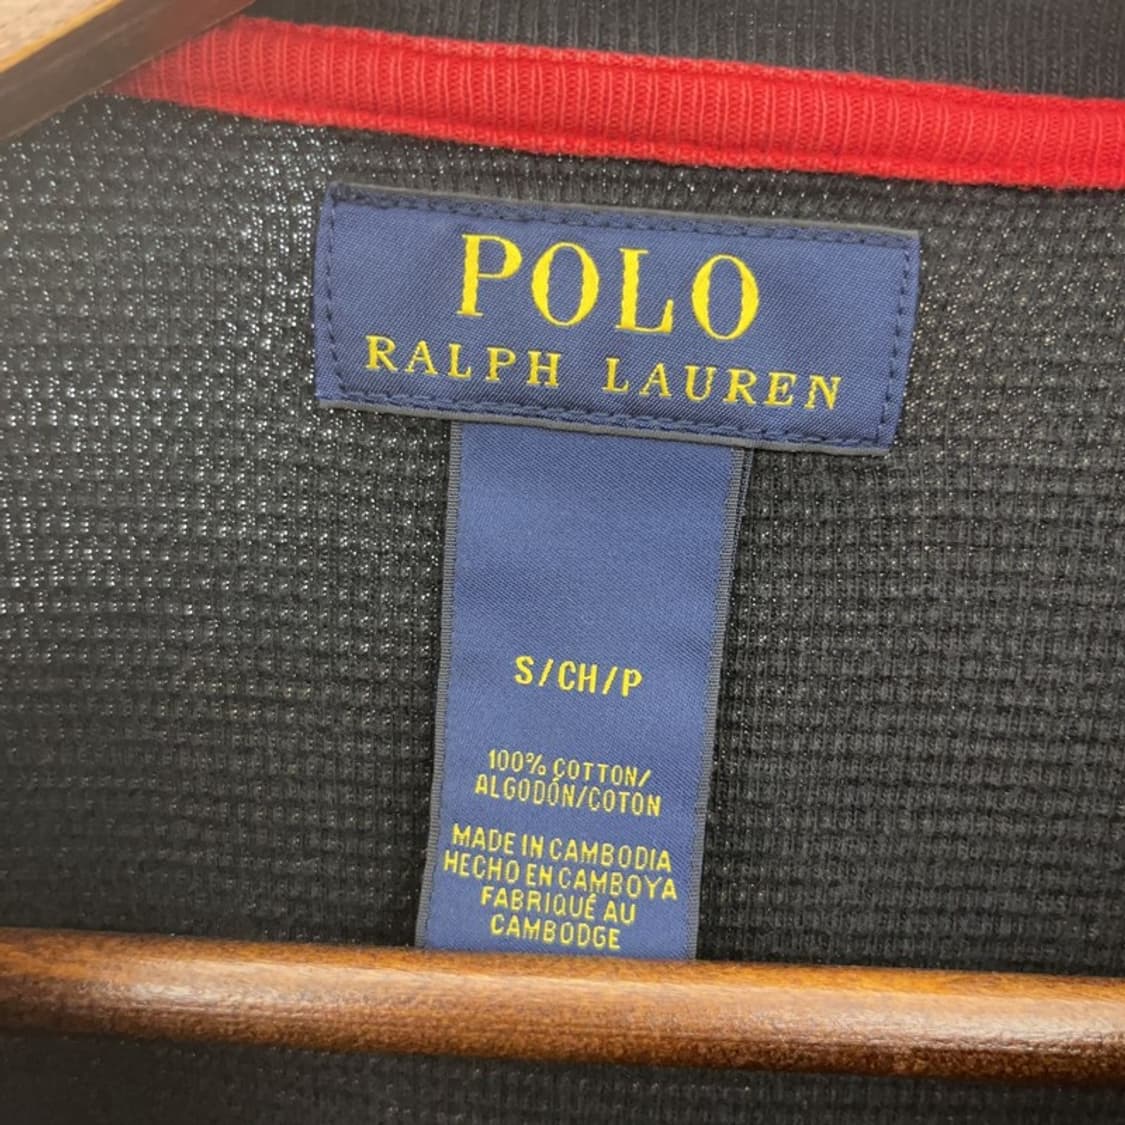 POLO
RALPH LAUREN
S/CH/P
100% COTTON/
ALGODÓN/COTON
MADE IN CAMBODIA
HECHO EN CAMBOYA
FABRIQUÉ AU
CAMBODGE